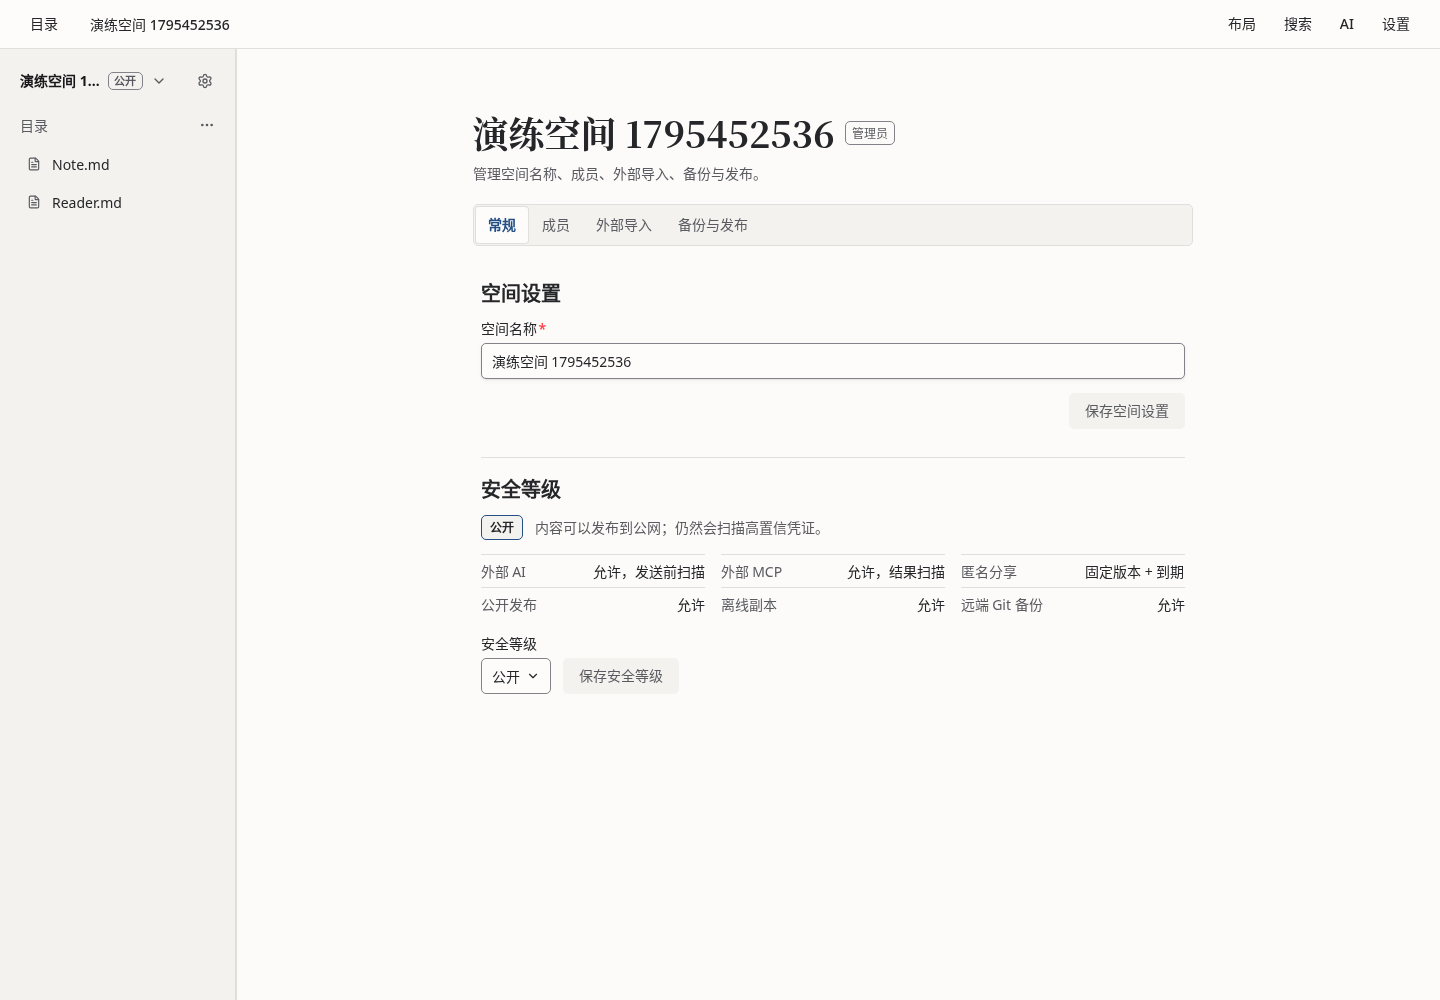 目录 演练空间 1795452536 布局 搜索 AI 设置
演练空间 1... 公开
目录
Note.md
Reader.md
演练空间 1795452536 管理员
管理空间名称、成员、外部导入、备份与发布。
常规 成员 外部导入 备份与发布
空间设置
空间名称*
演练空间 1795452536
保存空间设置
安全等级
公开 内容可以发布到公网；仍然会扫描高置信凭证。
外部 AI 允许，发送前扫描 外部 MCP 允许，结果扫描 匿名分享 固定版本 + 到期
公开发布 允许 离线副本 允许 远端 Git 备份 允许
安全等级
公开 保存安全等级